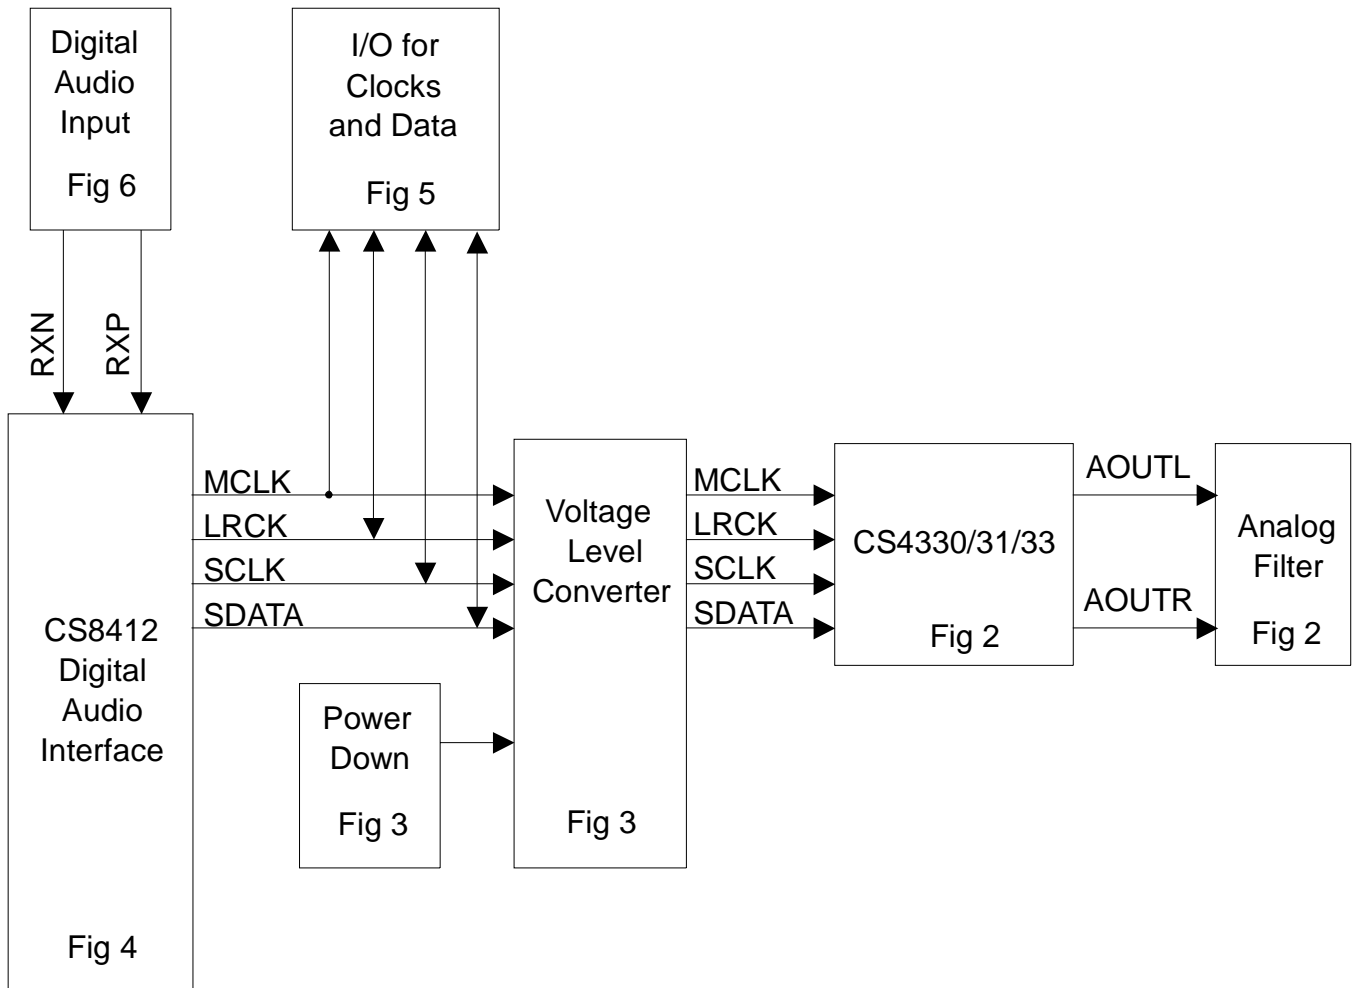 Digital
Audio
Input
Fig 6
I/O for
Clocks
and Data
Fig 5
RXN
RXP
MCLK
LRCK
SCLK
SDATA
CS8412
Digital
Audio
Interface
Fig 4
Power
Down
Fig 3
Voltage
Level
Converter
Fig 3
MCLK
LRCK
SCLK
SDATA
CS4330/31/33
Fig 2
AOUTL
AOUTR
Analog
Filter
Fig 2